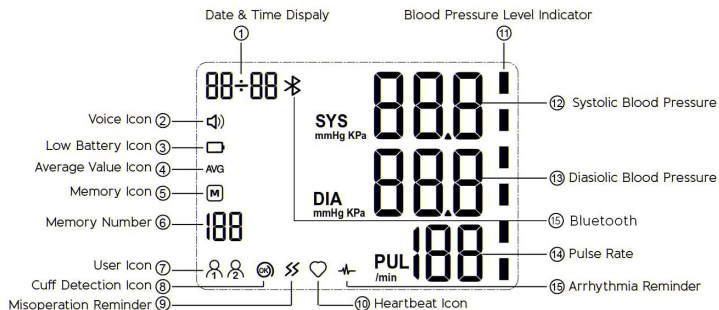 Date & Time Dispaly
Blood Pressure Level Indicator
①
⑪
88÷88
88.8
SYS
mmHg KPa
⑫ Systolic Blood Pressure
Voice Icon ②
Low Battery Icon ③
Average Value Icon ④ AVG
Memory Icon ⑤ M
88.8
DIA
mmHg KPa
⑬ Diasiolic Blood Pressure
Memory Number ⑥ 188
⑮ Bluetooth
188
PUL
/min
⑭ Pulse Rate
User Icon ⑦ 1 2
OK
Cuff Detection Icon ⑧
⑮ Arrhythmia Reminder
Misoperation Reminder ⑨
⑩ Heartbeat Icon